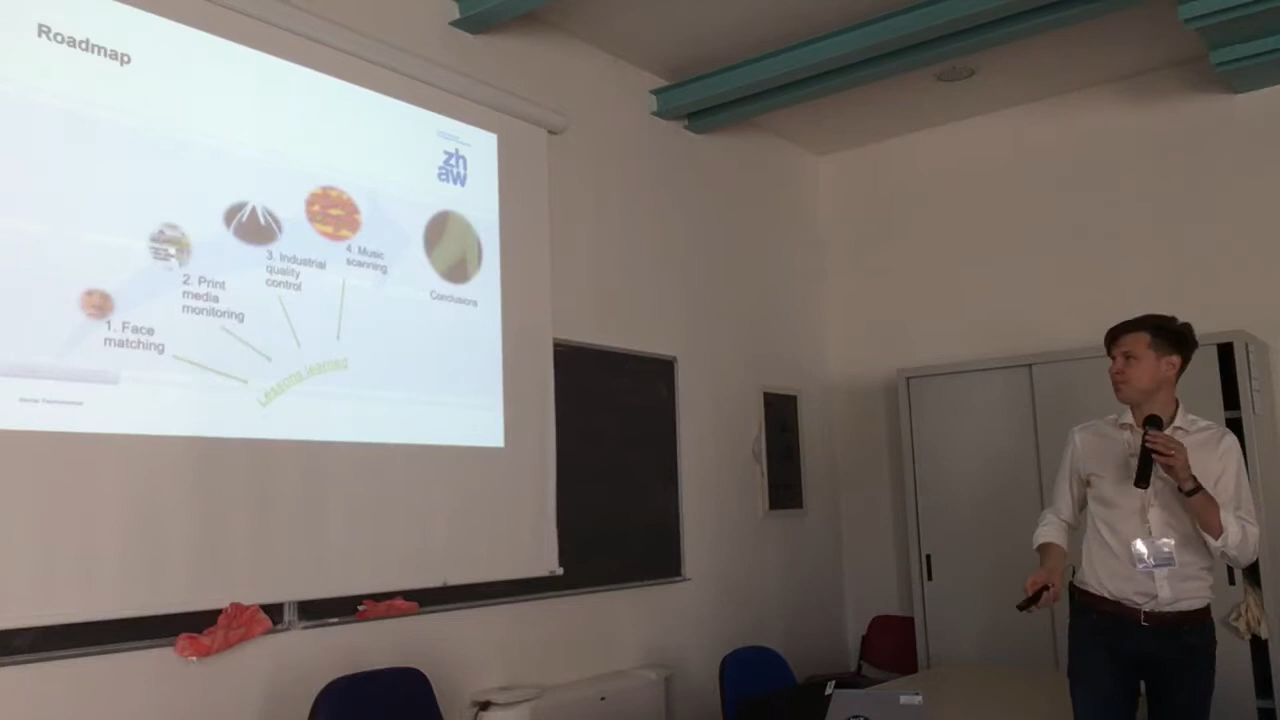 Roadmap
zh
aw
1. Face
matching
2. Print
media
monitoring
3. Industrial
quality
control
4. Music
scanning
Conclusions
Lessons learned